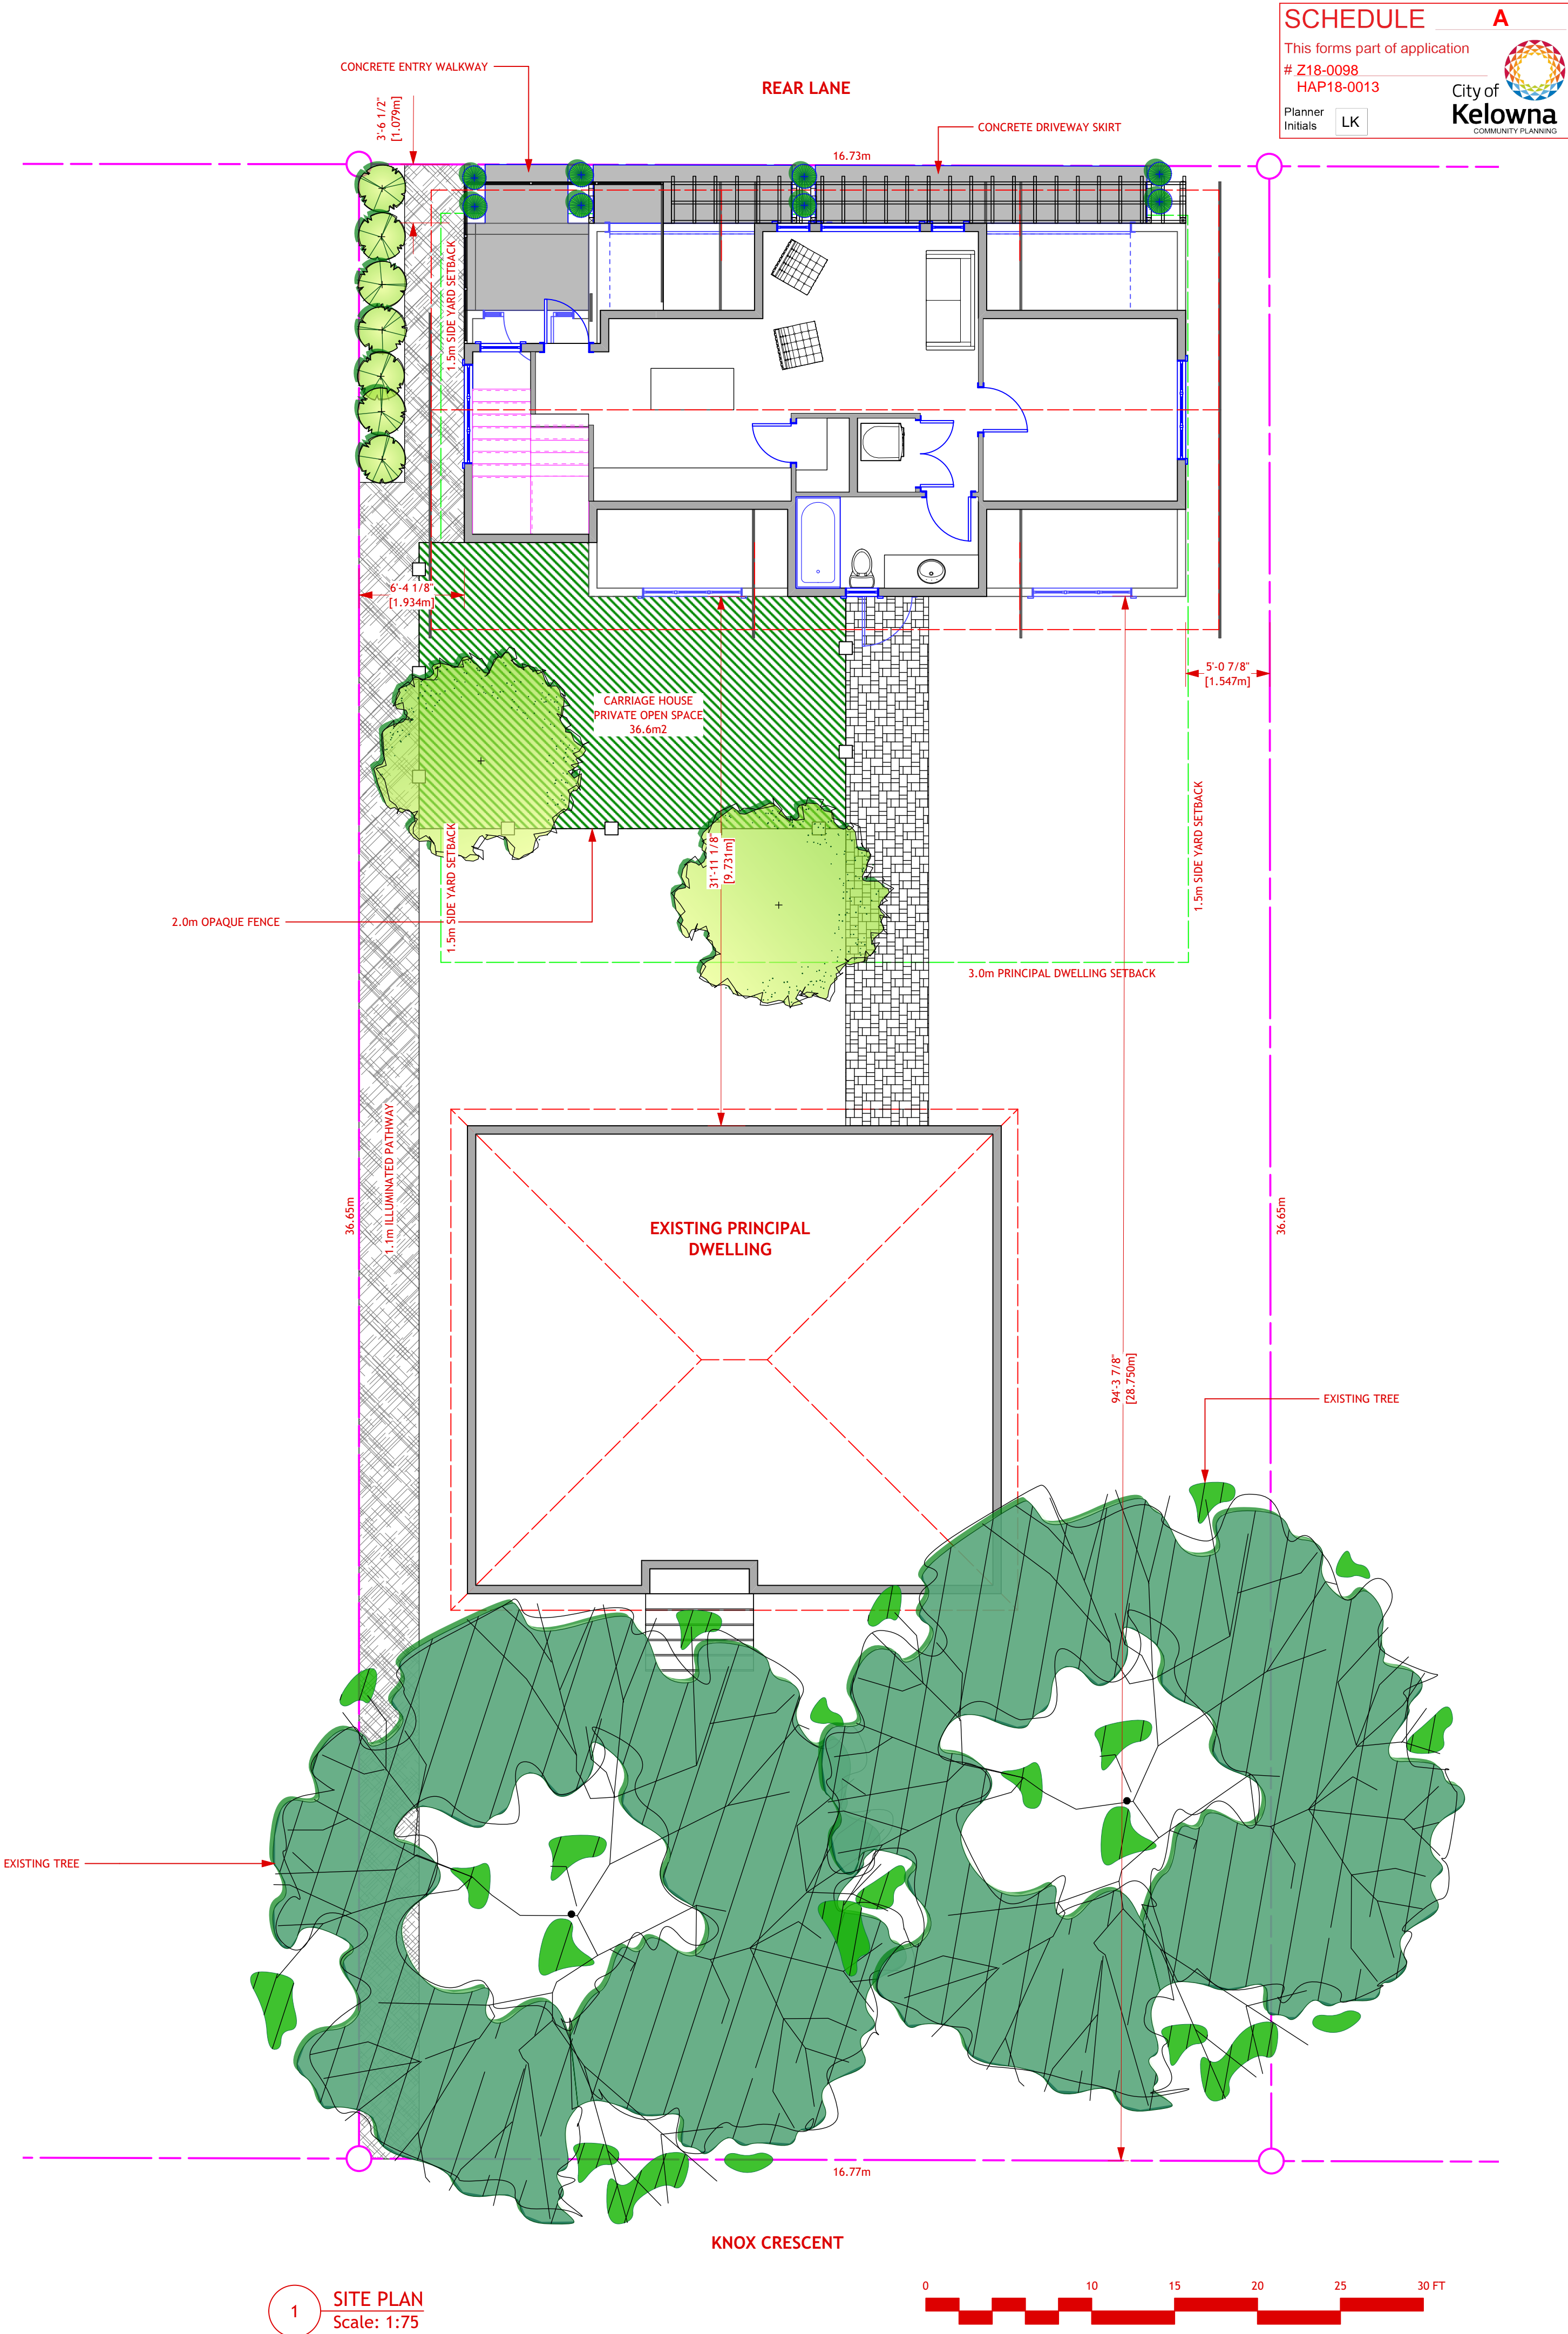 SCHEDULE A
This forms part of application
# Z18-0098
HAP18-0013
Planner
Initials
LK
City of
Kelowna
COMMUNITY PLANNING
CONCRETE ENTRY WALKWAY
REAR LANE
3'-6 1/2"
[1.079m]
CONCRETE DRIVEWAY SKIRT
16.73m
1.5m SIDE YARD SETBACK
6'-4 1/8"
[1.934m]
5'-0 7/8"
[1.547m]
CARRIAGE HOUSE
PRIVATE OPEN SPACE
36.6m2
31'-11 1/8"
[9.731m]
1.5m SIDE YARD SETBACK
1.5m SIDE YARD SETBACK
2.0m OPAQUE FENCE
3.0m PRINCIPAL DWELLING SETBACK
1.1m ILLUMINATED PATHWAY
36.65m
36.65m
EXISTING PRINCIPAL
DWELLING
94'-3 7/8"
[28.750m]
EXISTING TREE
EXISTING TREE
16.77m
KNOX CRESCENT
1
SITE PLAN
Scale: 1:75
0 10 15 20 25 30 FT